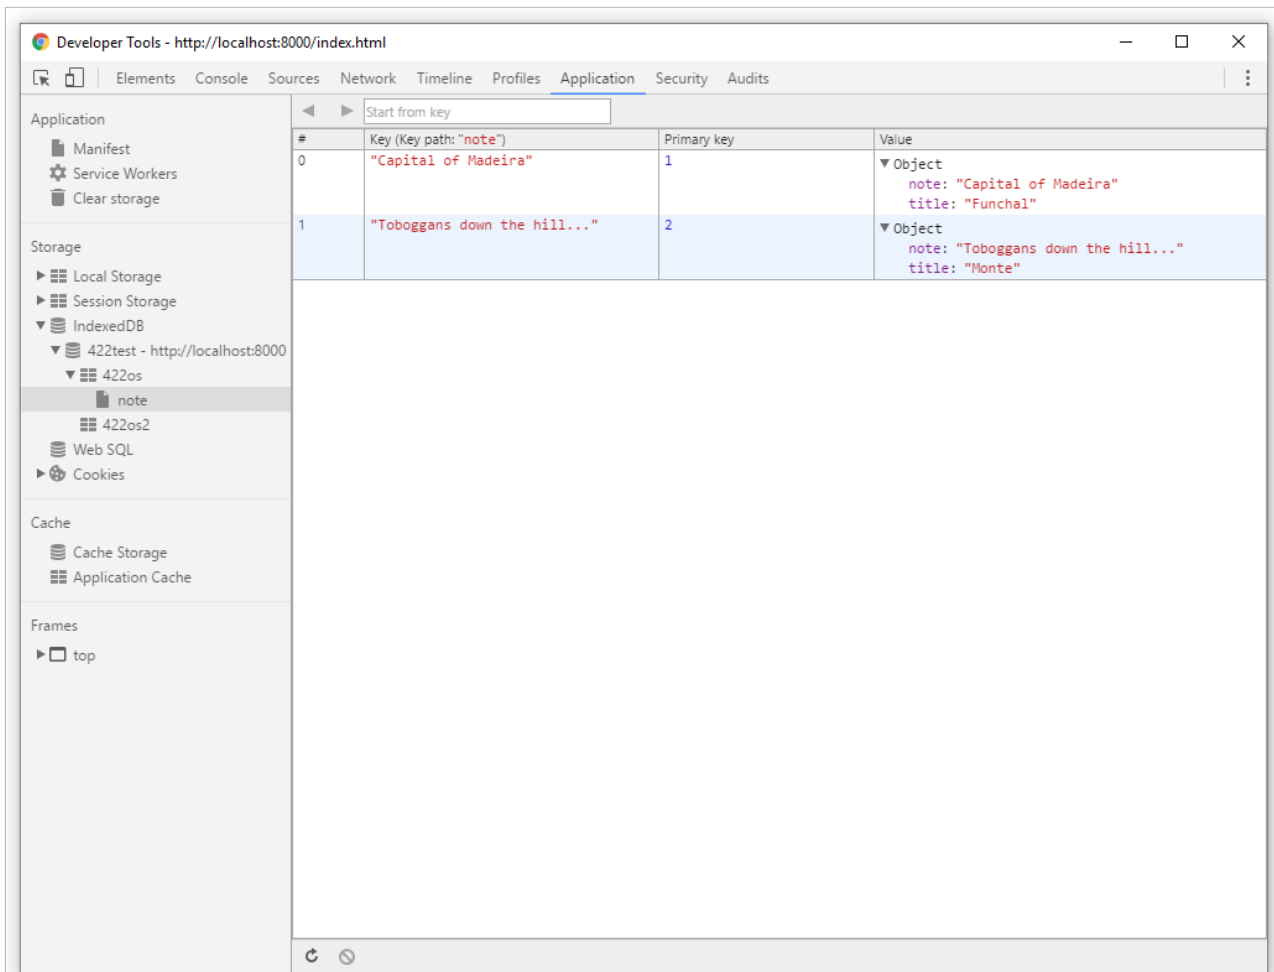 Developer Tools - http://localhost:8000/index.html
Elements Console Sources Network Timeline Profiles Application Security Audits
Application
Manifest
Service Workers
Clear storage
Storage
Local Storage
Session Storage
IndexedDB
422test - http://localhost:8000
422os
note
422os2
Web SQL
Cookies
Cache
Cache Storage
Application Cache
Frames
top
Start from key
# Key (Key path: "note") Primary key Value
0 "Capital of Madeira" 1 Object
note: "Capital of Madeira"
title: "Funchal"
1 "Toboggans down the hill..." 2 Object
note: "Toboggans down the hill..."
title: "Monte"